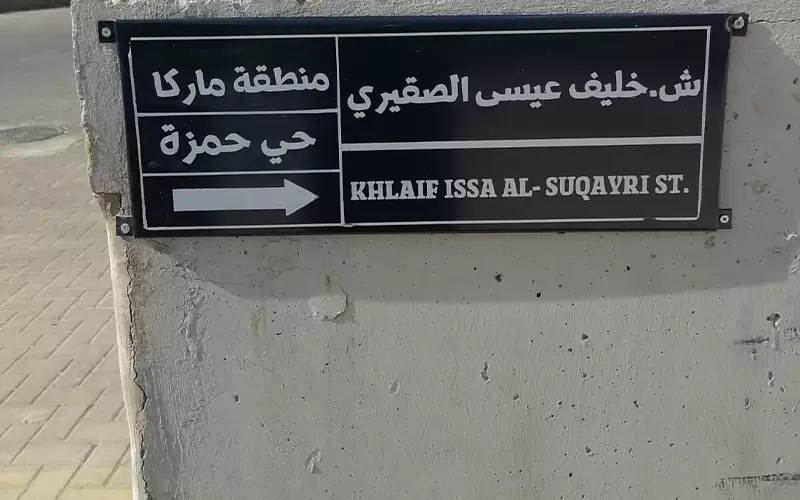 ش.خليف عيسى الصقيري
KHLAIF ISSA AL- SUQAYRI ST.
منطقة ماركا
حي حمزة